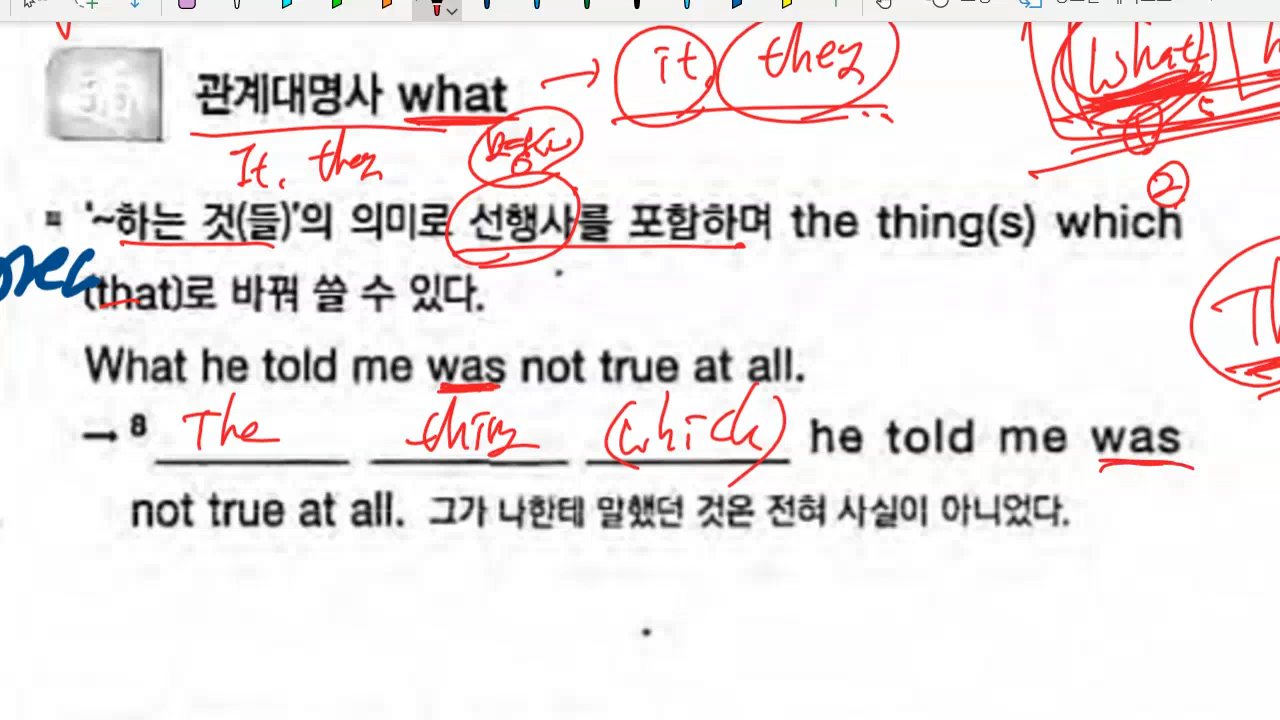 관계대명사 what → it, they
What
It, they
'~하는 것(들)'의 의미로 선행사를 포함하며 the thing(s) which
(that)로 바꿔 쓸 수 있다.
What he told me was not true at all.
→ 8 The thing (which) he told me was
not true at all. 그가 나한테 말했던 것은 전혀 사실이 아니었다.